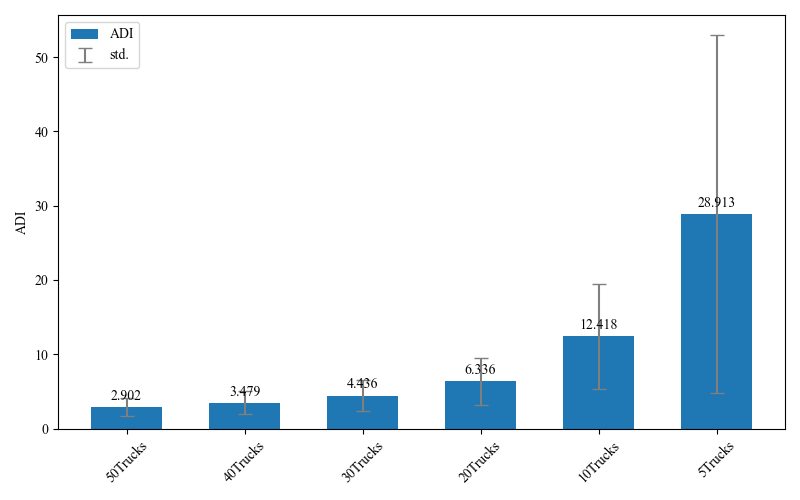 ADI
std.
ADI
50
40
30
20
10
0
2.902
3.479
4.436
6.336
12.418
28.913
50Trucks
40Trucks
30Trucks
20Trucks
10Trucks
5Trucks